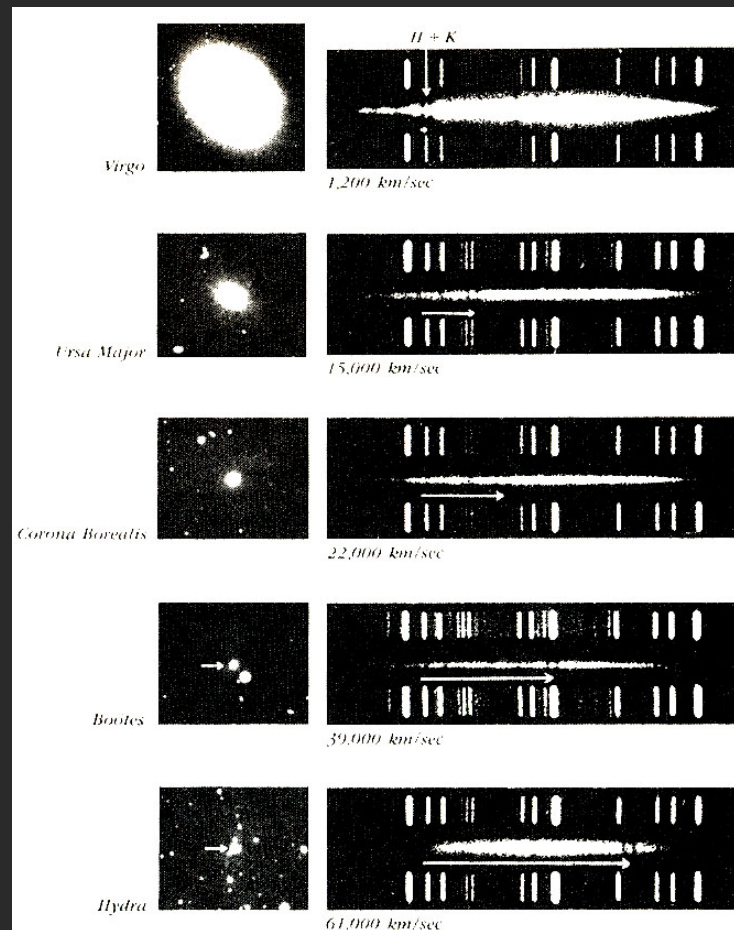 H + K
Virgo
1,200 km/sec
Ursa Major
15,000 km/sec
Corona Borealis
22,000 km/sec
Bootes
39,000 km/sec
Hydra
61,000 km/sec